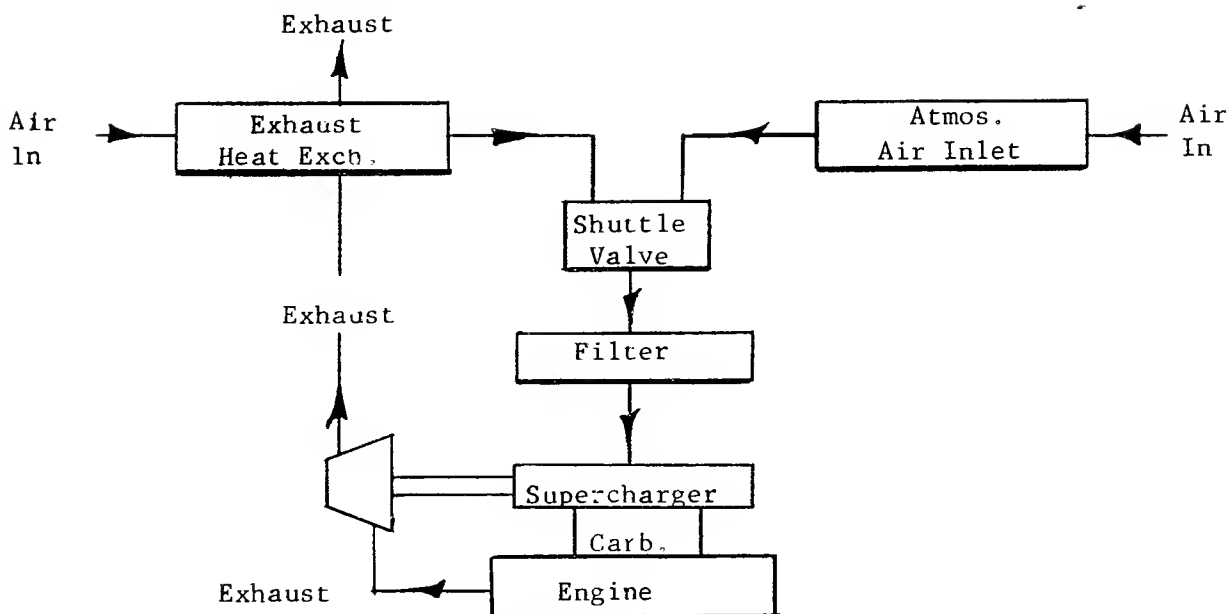 Exhaust
Air
In
Exhaust
Heat Exch.
Atmos.
Air Inlet
Air
In
Shuttle
Valve
Exhaust
Filter
Supercharger
Carb.
Exhaust
Engine